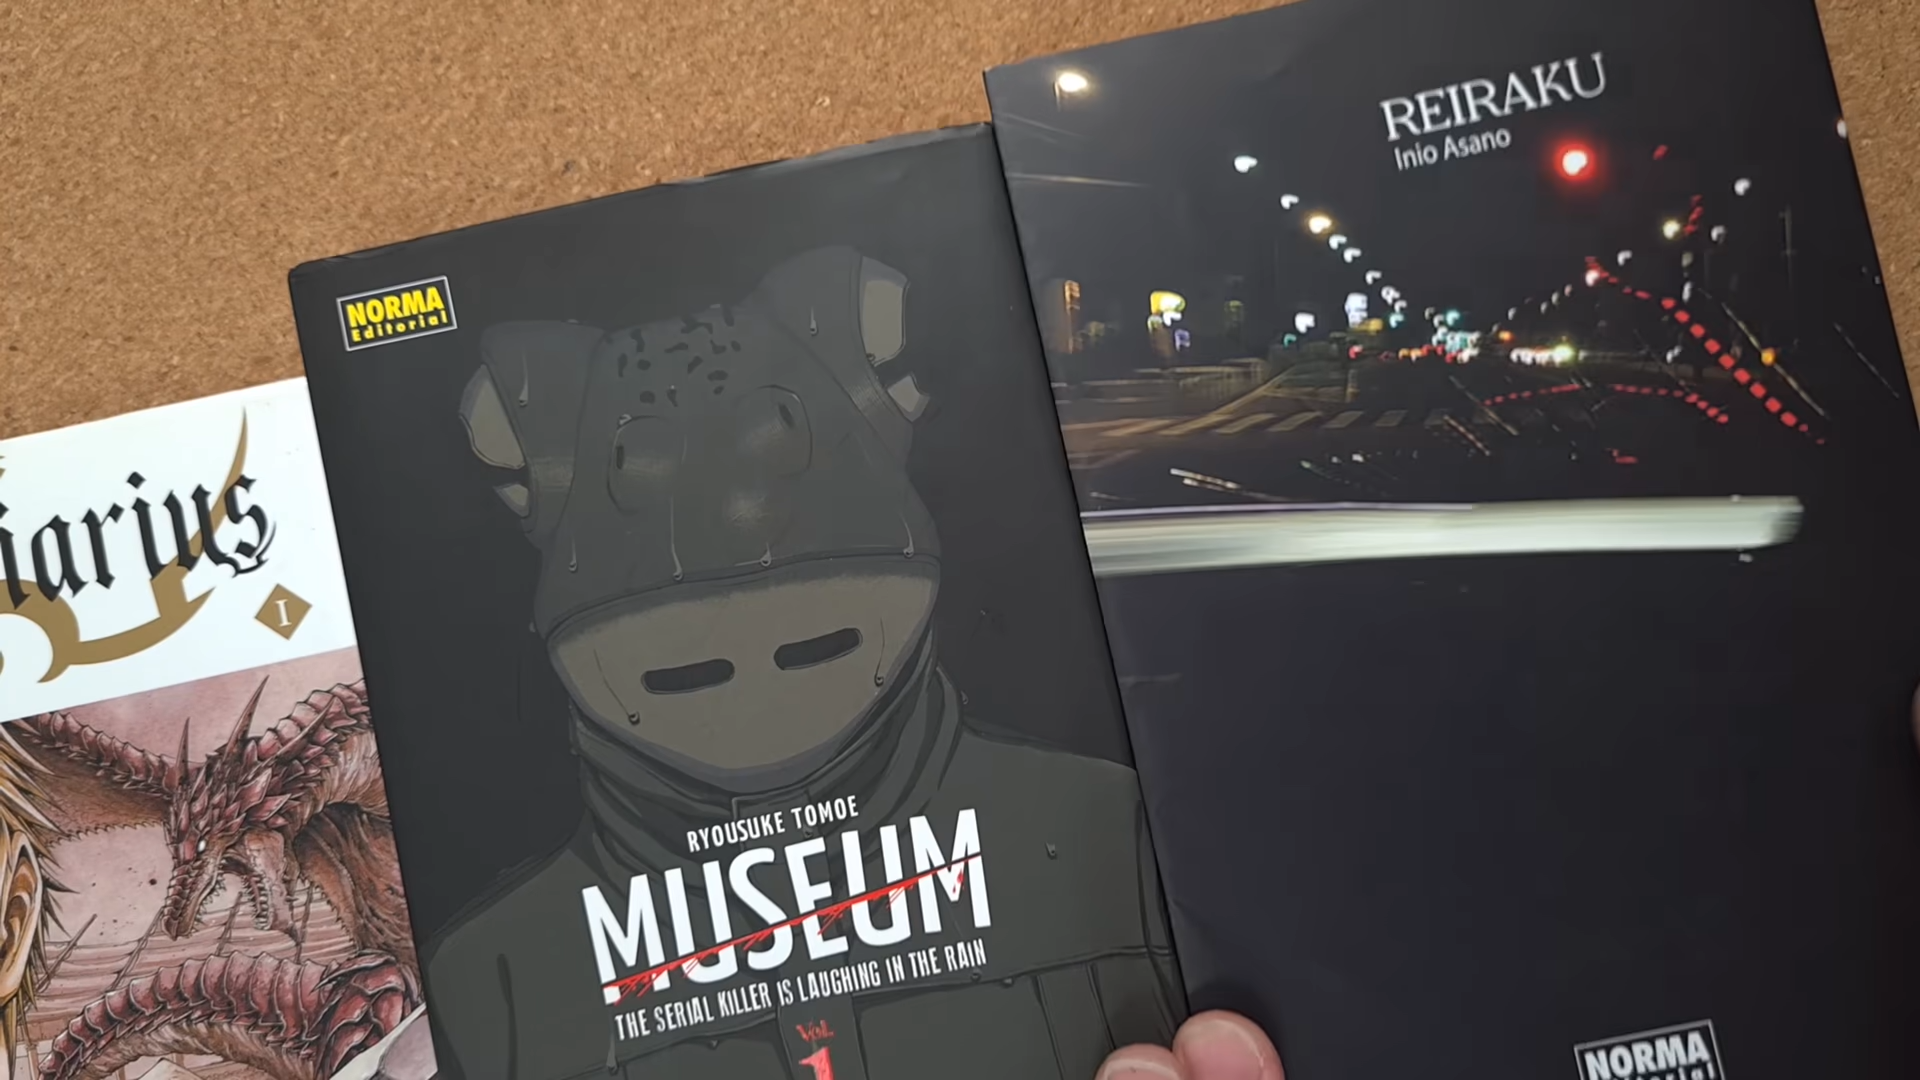 iarius
I
NORMA
Editorial
RYOUSUKE TOMOE
MUSEUM
THE SERIAL KILLER IS LAUGHING IN THE RAIN
VOL.
1
REIRAKU
Inio Asano
NORMA
Editorial